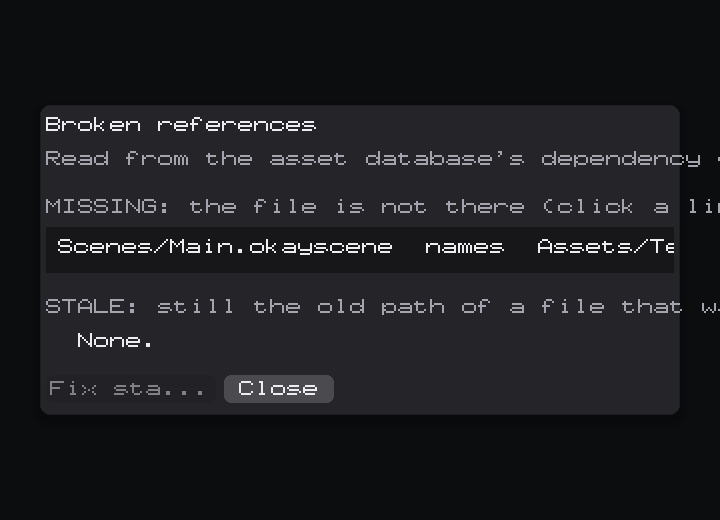 Broken references
Read from the asset database's dependency
MISSING: the file is not there (click a
Scenes/Main.okayscene names Assets/Te
STALE: still the old path of a file that
None.
Fix sta... Close